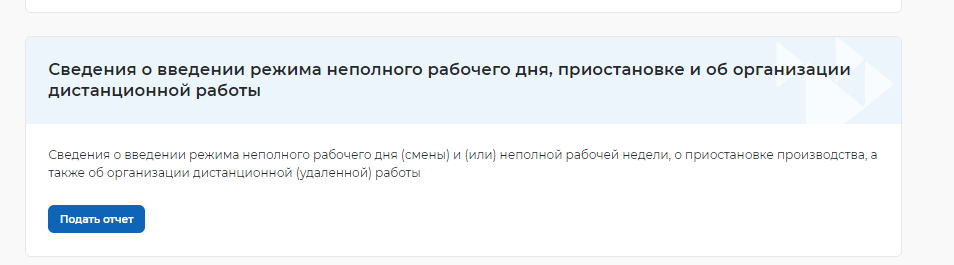 Сведения о введении режима неполного рабочего дня, приостановке и об организации
дистанционной работы
Сведения о введении режима неполного рабочего дня (смены) и (или) неполной рабочей недели, о приостановке производства, а
также об организации дистанционной (удаленной) работы
Подать отчет